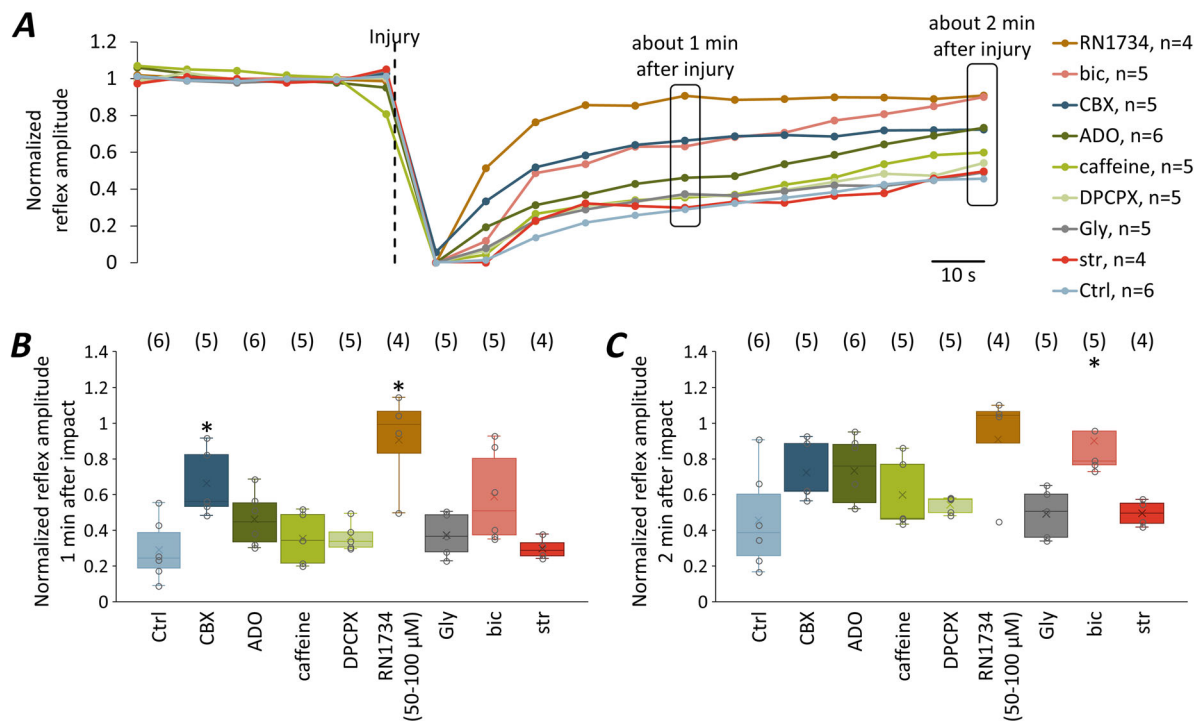 A
Injury
about 1 min
after injury
about 2 min
after injury
Normalized
reflex amplitude
1.2
1
0.8
0.6
0.4
0.2
0
10 s
RN1734, n=4
bic, n=5
CBX, n=5
ADO, n=6
caffeine, n=5
DPCPX, n=5
Gly, n=5
str, n=4
Ctrl, n=6
B
(6) (5) (6) (5) (5) (4) (5) (5) (4)
Normalized reflex amplitude
1 min after impact
1.4
1.2
1
0.8
0.6
0.4
0.2
0
* *
Ctrl
CBX
ADO
caffeine
DPCPX
RN1734
(50-100 µM)
Gly
bic
str
C
(6) (5) (6) (5) (5) (4) (5) (5) (4)
*
Normalized reflex amplitude
2 min after impact
1.4
1.2
1
0.8
0.6
0.4
0.2
0
Ctrl
CBX
ADO
caffeine
DPCPX
RN1734
(50-100 µM)
Gly
bic
str